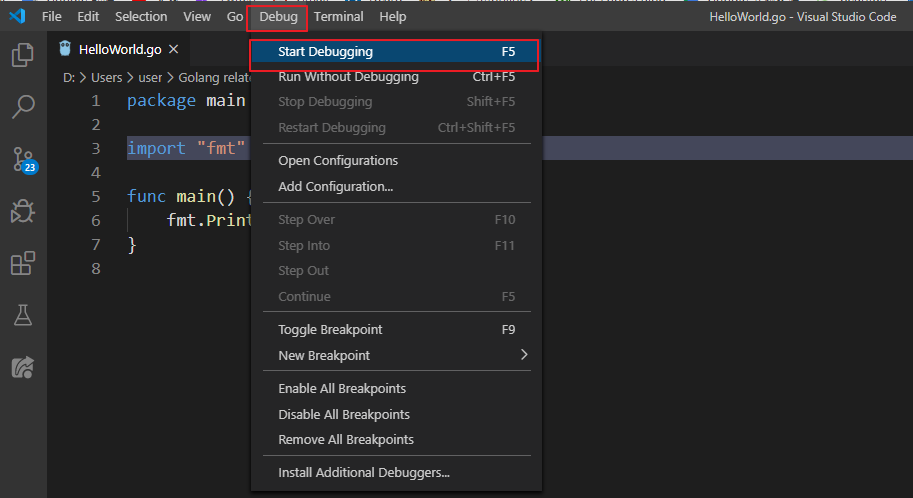 File Edit Selection View Go Debug Terminal Help HelloWorld.go - Visual Studio Code
HelloWorld.go
D: > Users > user > Golang relate
1 package main
2
3 import "fmt"
4
5 func main() {
6 fmt.Print
7 }
8
23
Start Debugging F5
Run Without Debugging Ctrl+F5
Stop Debugging Shift+F5
Restart Debugging Ctrl+Shift+F5
Open Configurations
Add Configuration...
Step Over F10
Step Into F11
Step Out
Continue F5
Toggle Breakpoint F9
New Breakpoint
Enable All Breakpoints
Disable All Breakpoints
Remove All Breakpoints
Install Additional Debuggers...